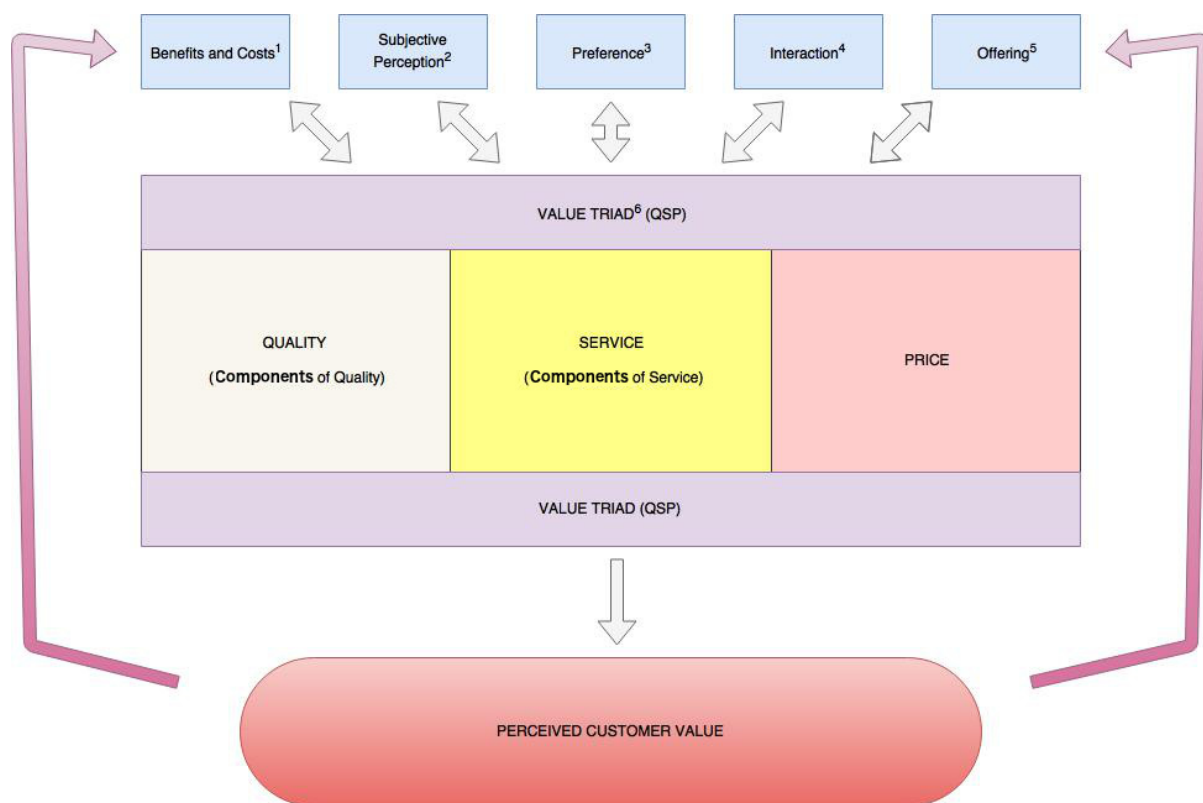 Benefits and Costs¹
Subjective
Perception²
Preference³
Interaction⁴
Offering⁵
VALUE TRIAD⁶ (QSP)
QUALITY
(Components of Quality)
SERVICE
(Components of Service)
PRICE
VALUE TRIAD (QSP)
PERCEIVED CUSTOMER VALUE